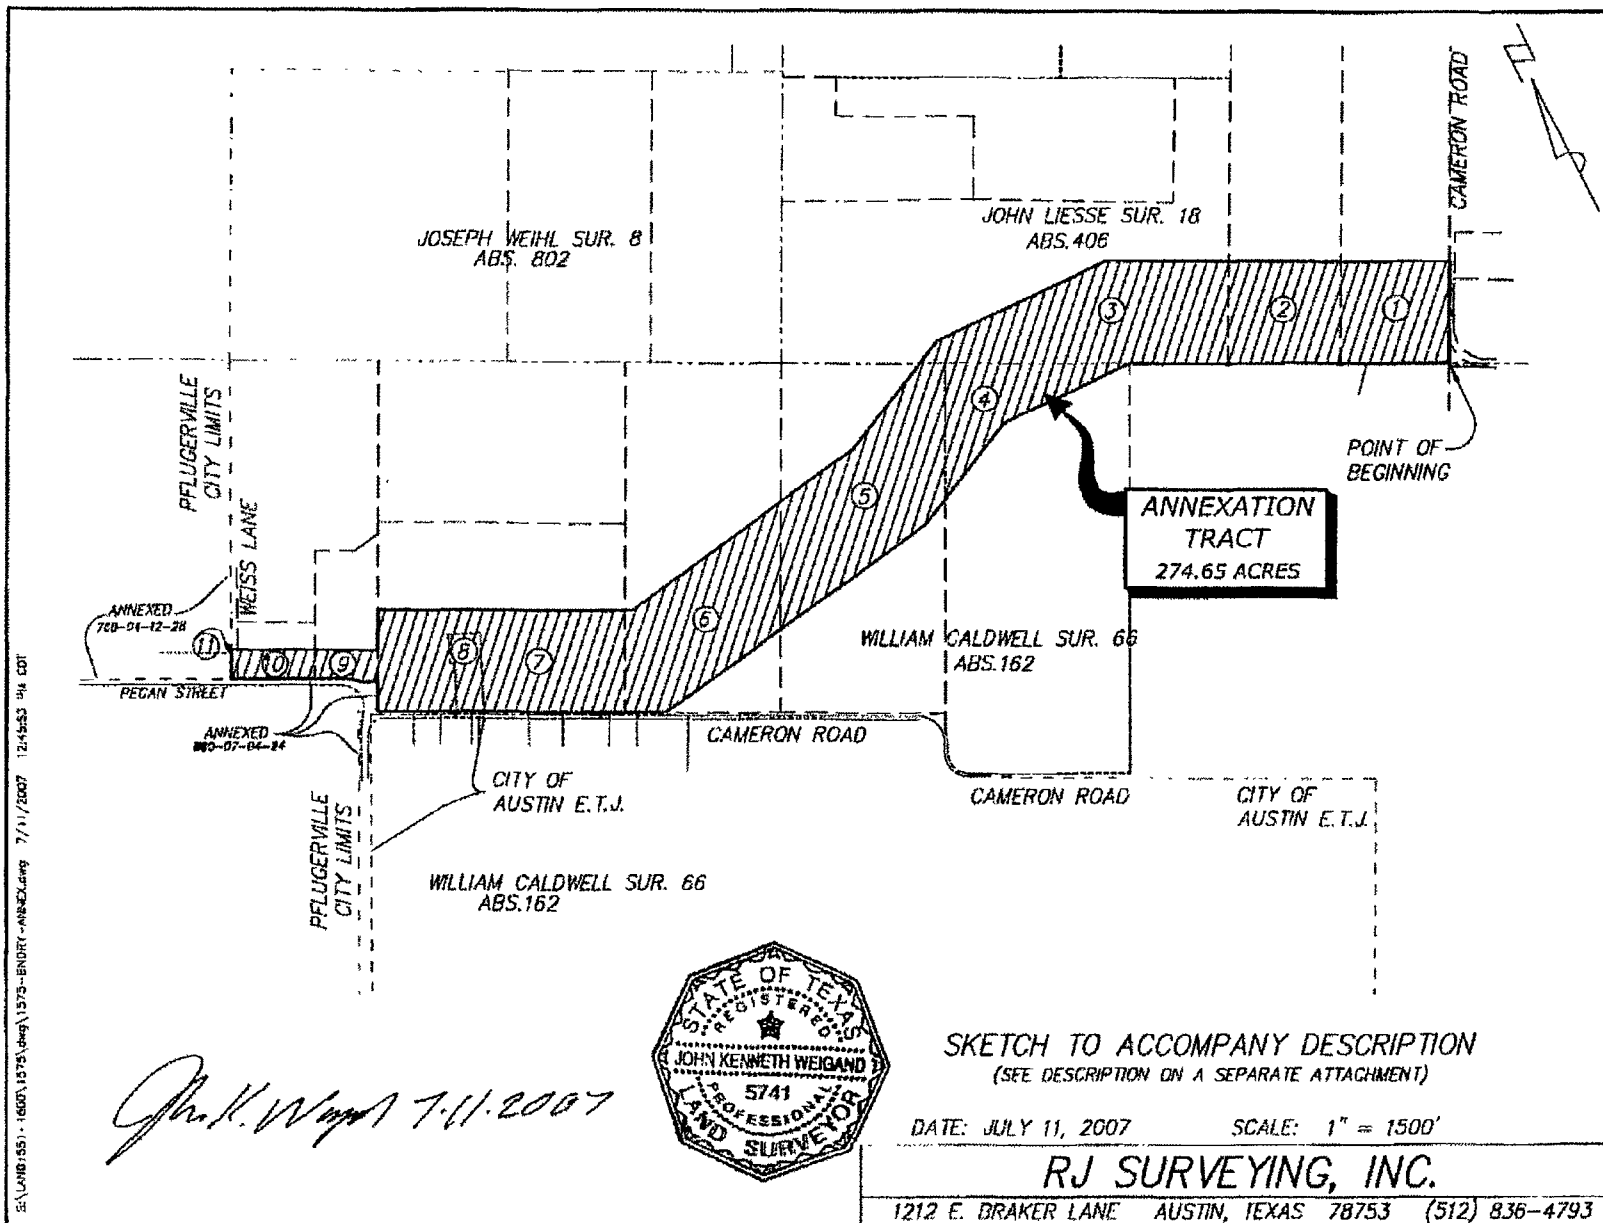 CAMERON ROAD
JOSEPH WEIHL SUR. 8
ABS. 802
JOHN LIESSE SUR. 18
ABS.406
1
2
3
4
5
6
7
8
9
10
11
PFLUGERVILLE
CITY LIMITS
WEISS LANE
POINT OF
BEGINNING
ANNEXATION
TRACT
274.65 ACRES
ANNEXED
PECAN STREET
ANNEXED
WILLIAM CALDWELL SUR. 66
ABS.162
CAMERON ROAD
CITY OF
AUSTIN E.T.J.
CAMERON ROAD
CITY OF
AUSTIN E.T.J.
PFLUGERVILLE
CITY LIMITS
WILLIAM CALDWELL SUR. 66
ABS.162
STATE OF TEXAS
REGISTERED
JOHN KENNETH WEIGAND
5741
PROFESSIONAL
LAND SURVEYOR
7.11.2007
SKETCH TO ACCOMPANY DESCRIPTION
(SEE DESCRIPTION ON A SEPARATE ATTACHMENT)
DATE: JULY 11, 2007 SCALE: 1" = 1500'
RJ SURVEYING, INC.
1212 E. BRAKER LANE AUSTIN, TEXAS 78753 (512) 836-4793